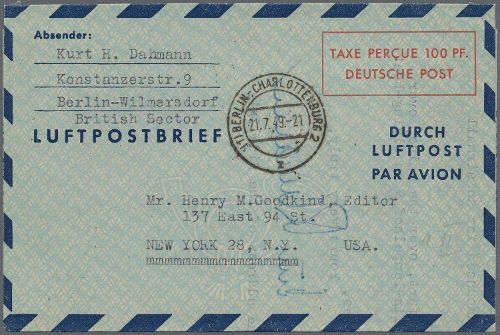 Absender:
Kurt H. Dahmann
Konstanzerstr.9
Berlin-Wilmersdorf
British Sector
LUFTPOSTBRIEF
TAXE PERÇUE 100 PF.
DEUTSCHE POST
(1) BERLIN-CHARLOTTENBURG 2
21.7.49-21
z
DURCH
LUFTPOST
PAR AVION
Mr. Henry M.Goodkind, Editor
137 East 94 St.
NEW YORK 28, N.Y. USA.